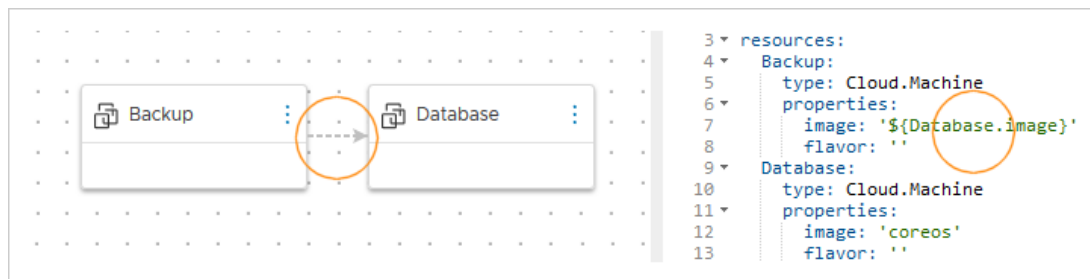 Backup
Database
3 resources:
4 Backup:
5 type: Cloud.Machine
6 properties:
7 image: '${Database.image}'
8 flavor: ''
9 Database:
10 type: Cloud.Machine
11 properties:
12 image: 'coreos'
13 flavor: ''